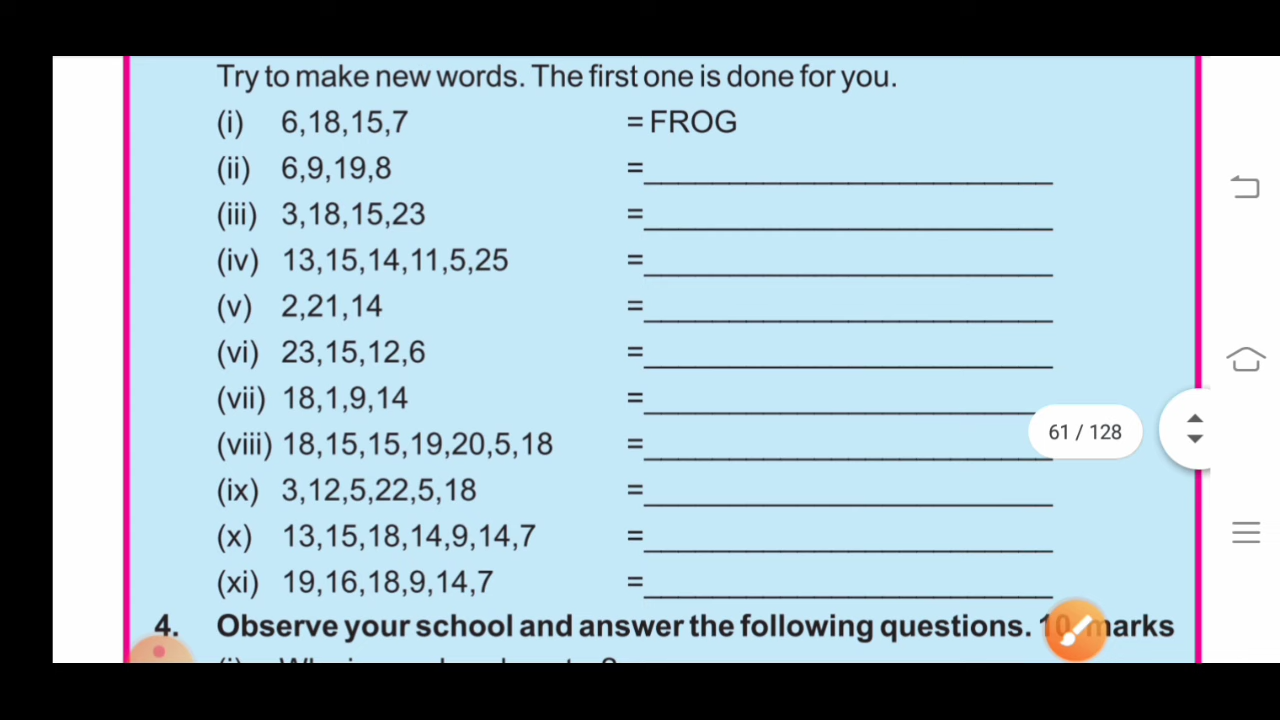 Try to make new words. The first one is done for you.
(i) 6,18,15,7 = FROG
(ii) 6,9,19,8 =
(iii) 3,18,15,23 =
(iv) 13,15,14,11,5,25 =
(v) 2,21,14 =
(vi) 23,15,12,6 =
(vii) 18,1,9,14 =
(viii) 18,15,15,19,20,5,18 =
61 / 128
(ix) 3,12,5,22,5,18 =
(x) 13,15,18,14,9,14,7 =
(xi) 19,16,18,9,14,7 =
4. Observe your school and answer the following questions. 10 marks